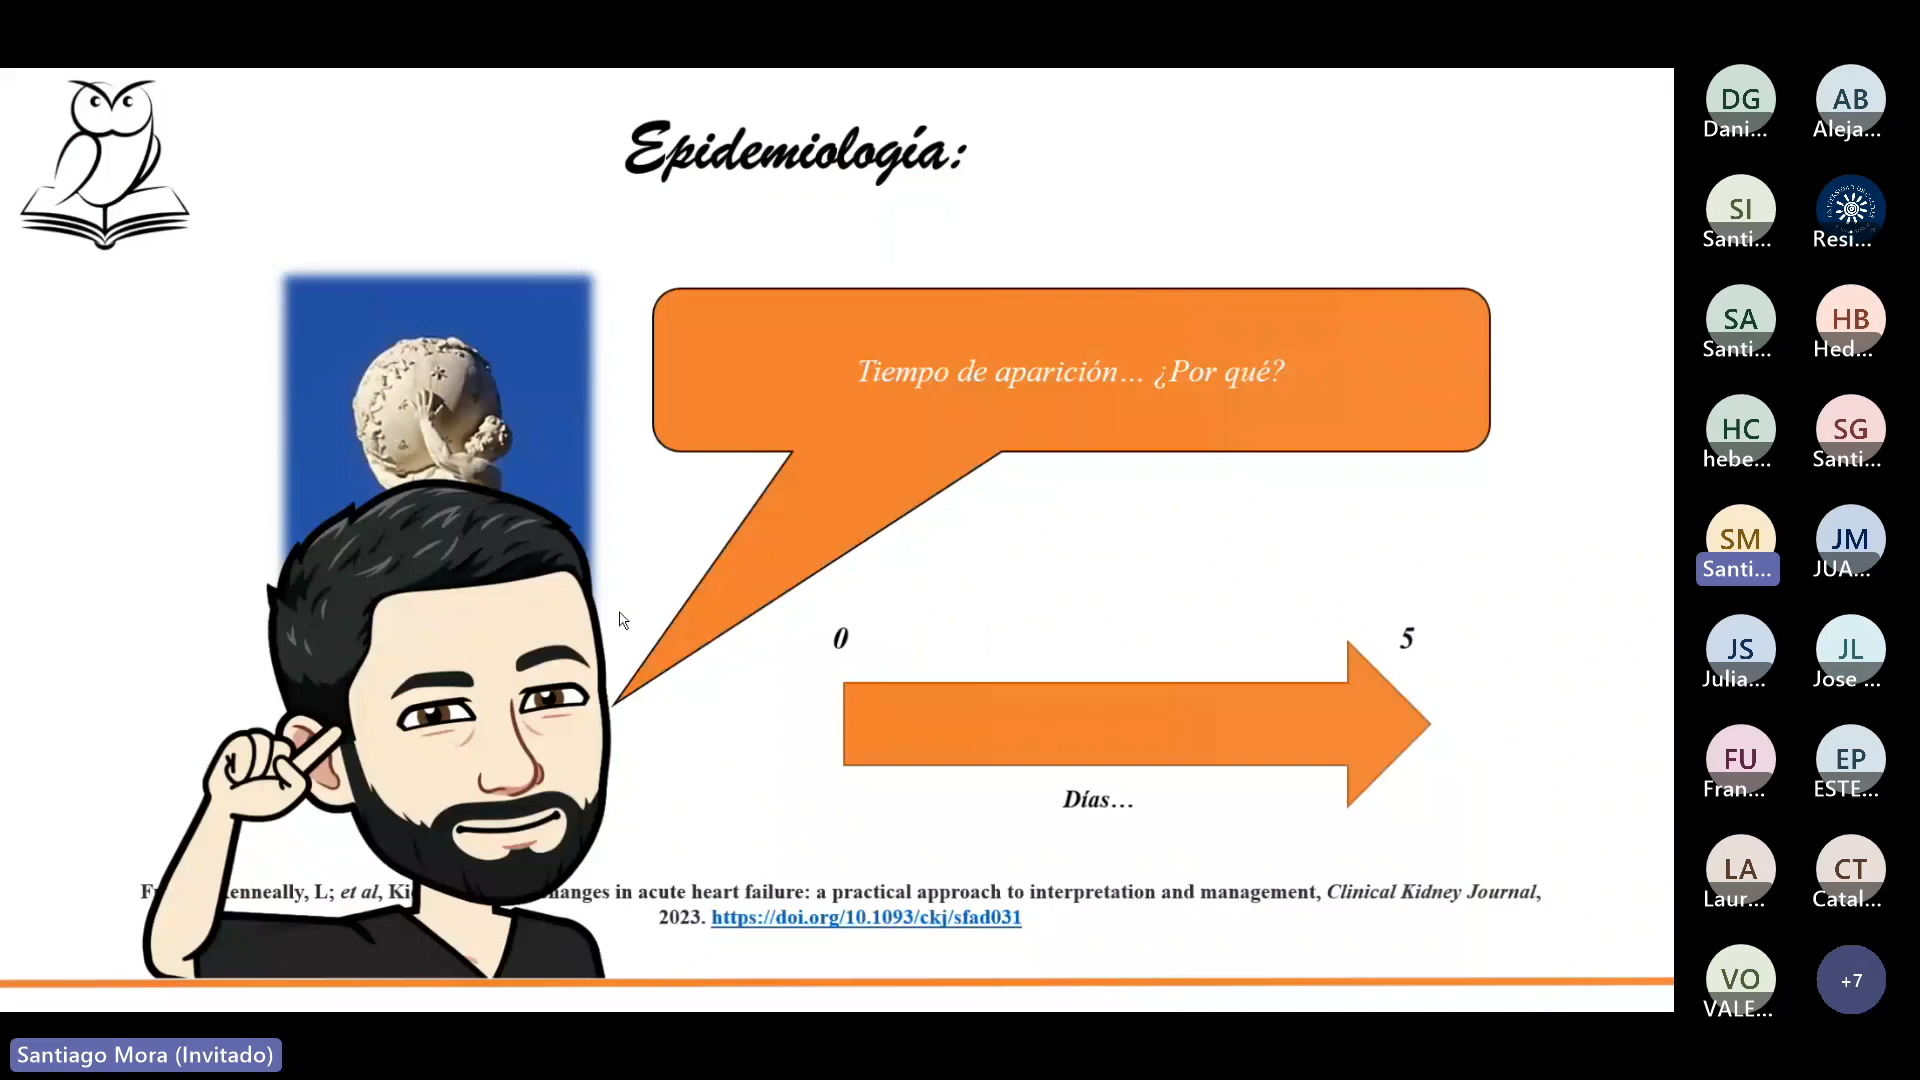 Epidemiología:
Tiempo de aparición... ¿Por qué?
0
5
Días...
enneally, L; et al, Ki
hanges in acute heart failure: a practical approach to interpretation and management, Clinical Kidney Journal,
2023. https://doi.org/10.1093/ckj/sfad031
DG
Dani...
AB
Aleja...
SI
Santi...
Resi...
SA
Santi...
HB
Hed...
HC
hebe...
SG
Santi...
SM
Santi...
JM
JUA...
JS
Julia...
JL
Jose ...
FU
Fran...
EP
ESTE...
LA
Laur...
CT
Catal...
VO
VALE...
+7
Santiago Mora (Invitado)